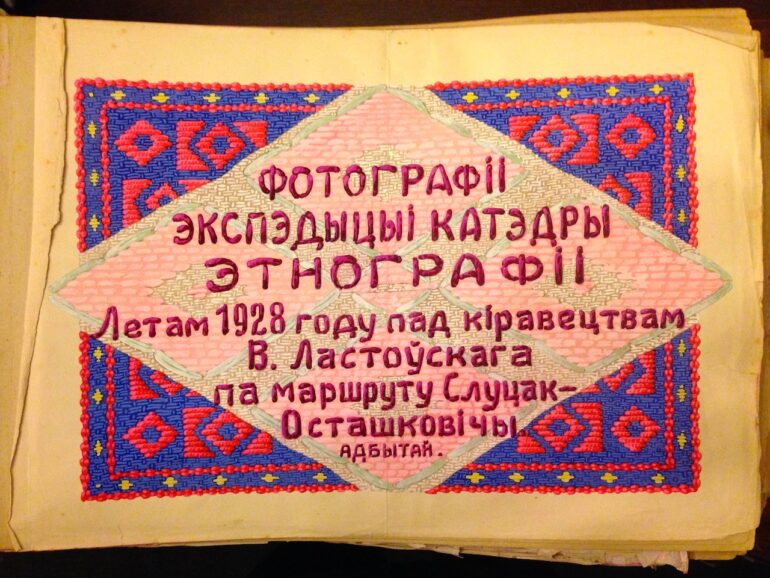 ФОТОГРАФІІ
ЭКСПЭДЫЦЫІ КАТЭДРЫ
ЭТНОГРАФІІ
Летам 1928 году пад кіравецтвам
В. Ластоўскага
па маршруту Слуцак-
Осташковічы.
АДБЫТАЙ.